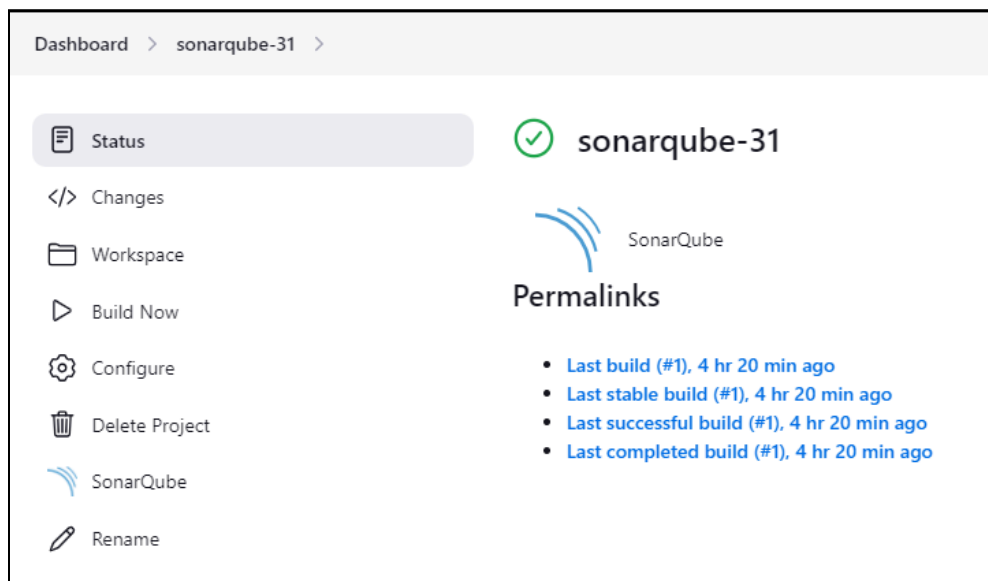 Dashboard > sonarqube-31 >
Status
Changes
Workspace
Build Now
Configure
Delete Project
SonarQube
Rename
sonarqube-31
SonarQube
Permalinks
• Last build (#1), 4 hr 20 min ago
• Last stable build (#1), 4 hr 20 min ago
• Last successful build (#1), 4 hr 20 min ago
• Last completed build (#1), 4 hr 20 min ago